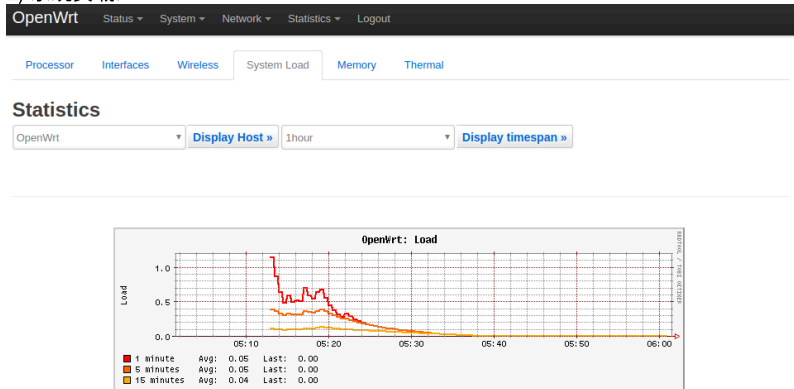 OpenWrt Status System Network Statistics Logout
Processor Interfaces Wireless System Load Memory Thermal
Statistics
OpenWrt Display Host » 1hour Display timespan »
OpenWrt: Load
RRDTOOL / TOBI OETIKER
Load
1.0
0.5
0.0
05:10 05:20 05:30 05:40 05:50 06:00
1 minute Avg: 0.05 Last: 0.00
5 minutes Avg: 0.05 Last: 0.00
15 minutes Avg: 0.04 Last: 0.00